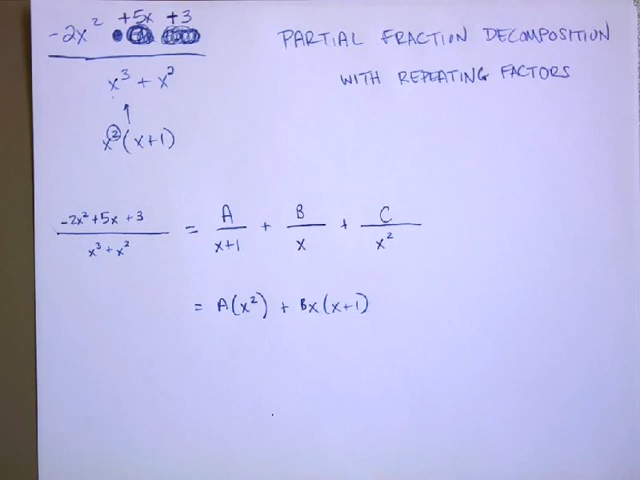 -2x² +5x +3
x³ + x²
↑
x²(x+1)
PARTIAL FRACTION DECOMPOSITION
WITH REPEATING FACTORS
-2x² + 5x + 3 / x³ + x² = A / x+1 + B / x + C / x²
= A(x²) + Bx(x+1)